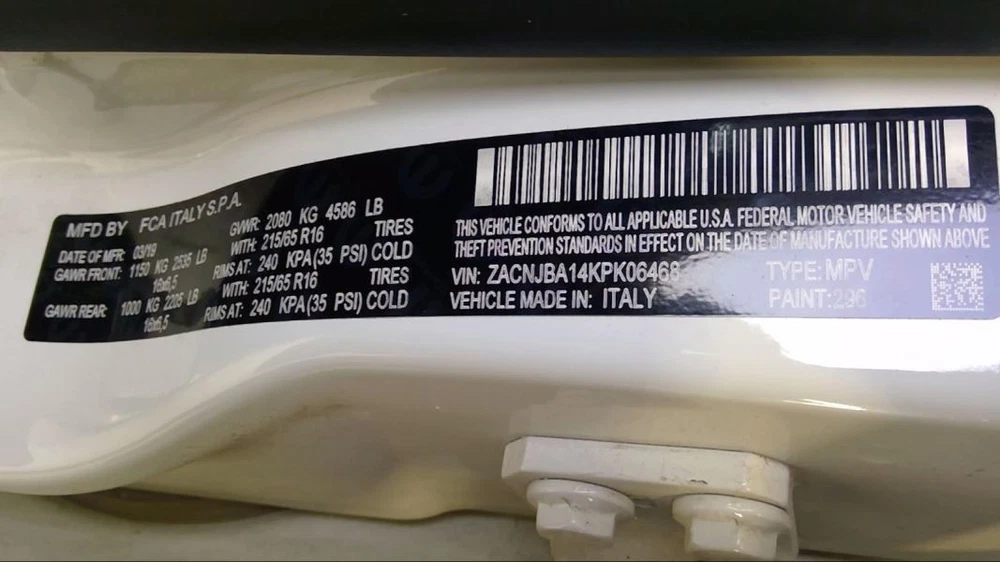 MFD BY FCA ITALY S.P.A.
DATE OF MFR: 03/19 GVWR: 2080 KG 4586 LB
GAWR FRONT: 1150 KG 2535 LB WITH: 215/65 R16 TIRES
16x6,5 RIMS AT: 240 KPA(35 PSI) COLD
GAWR REAR: 1000 KG 2205 LB WITH: 215/65 R16 TIRES
16x6,5 RIMS AT: 240 KPA(35 PSI) COLD
THIS VEHICLE CONFORMS TO ALL APPLICABLE U.S.A. FEDERAL MOTOR VEHICLE SAFETY AND
THEFT PREVENTION STANDARDS IN EFFECT ON THE DATE OF MANUFACTURE SHOWN ABOVE
VIN: ZACNJBA14KPK06468 TYPE: MPV
VEHICLE MADE IN: ITALY PAINT: 296